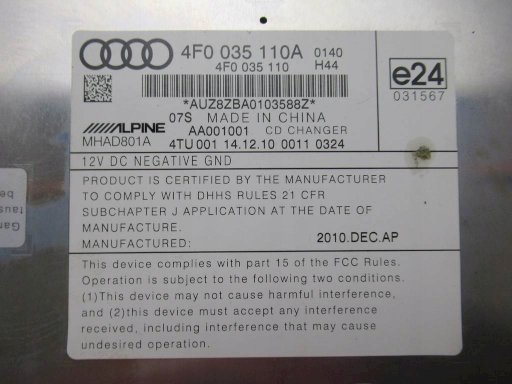 4F0 035 110A 0140
4F0 035 110 H44
e24
031567
*AUZ8ZBA0103588Z*
07S MADE IN CHINA
ALPINE AA001001 CD CHANGER
MHAD801A 4TU 001 14.12.10 0011 0324
12V DC NEGATIVE GND
PRODUCT IS CERTIFIED BY THE MANUFACTURER
TO COMPLY WITH DHHS RULES 21 CFR
SUBCHAPTER J APPLICATION AT THE DATE OF
MANUFACTURE.
MANUFACTURED: 2010.DEC.AP
This device complies with part 15 of the FCC Rules.
Operation is subject to the following two conditions.
(1)This device may not cause harmful interference,
and (2)this device must accept any interference
received, including interference that may cause
undesired operation.